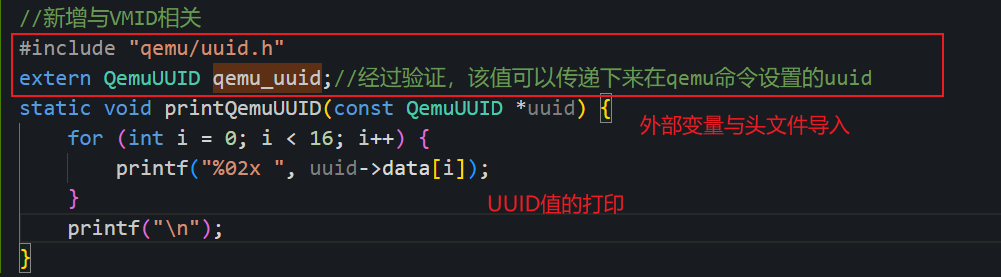 //新增与VMID相关
#include "qemu/uuid.h"
extern QemuUUID qemu_uuid;//经过验证，该值可以传递下来在qemu命令设置的uuid
static void printQemuUUID(const QemuUUID *uuid) {
外部变量与头文件导入
for (int i = 0; i < 16; i++) {
printf("%02x ", uuid->data[i]);
}
UUID值的打印
printf("\n");
}